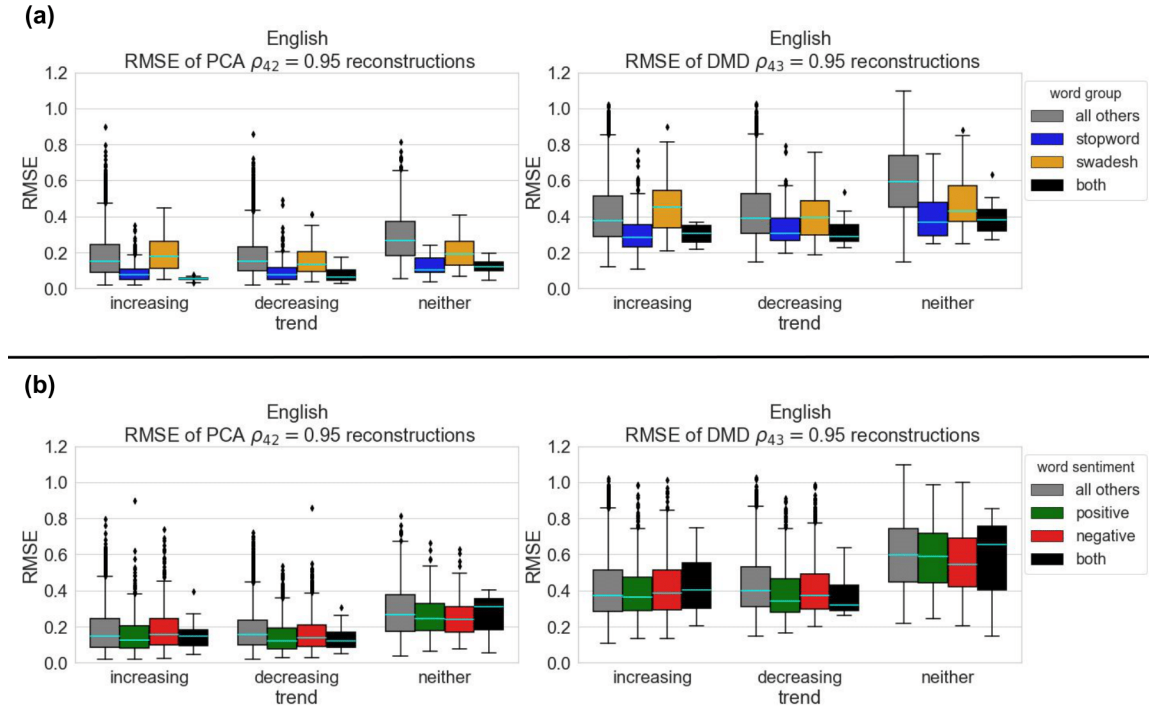 (a)
English
RMSE of PCA ρ42 = 0.95 reconstructions
1.2
1.0
0.8
0.6
0.4
0.2
0.0
RMSE
increasing decreasing neither
trend
English
RMSE of DMD ρ43 = 0.95 reconstructions
1.2
1.0
0.8
0.6
0.4
0.2
0.0
RMSE
increasing decreasing neither
trend
word group
all others
stopword
swadesh
both
(b)
English
RMSE of PCA ρ42 = 0.95 reconstructions
1.2
1.0
0.8
0.6
0.4
0.2
0.0
RMSE
increasing decreasing neither
trend
English
RMSE of DMD ρ43 = 0.95 reconstructions
1.2
1.0
0.8
0.6
0.4
0.2
0.0
RMSE
increasing decreasing neither
trend
word sentiment
all others
positive
negative
both